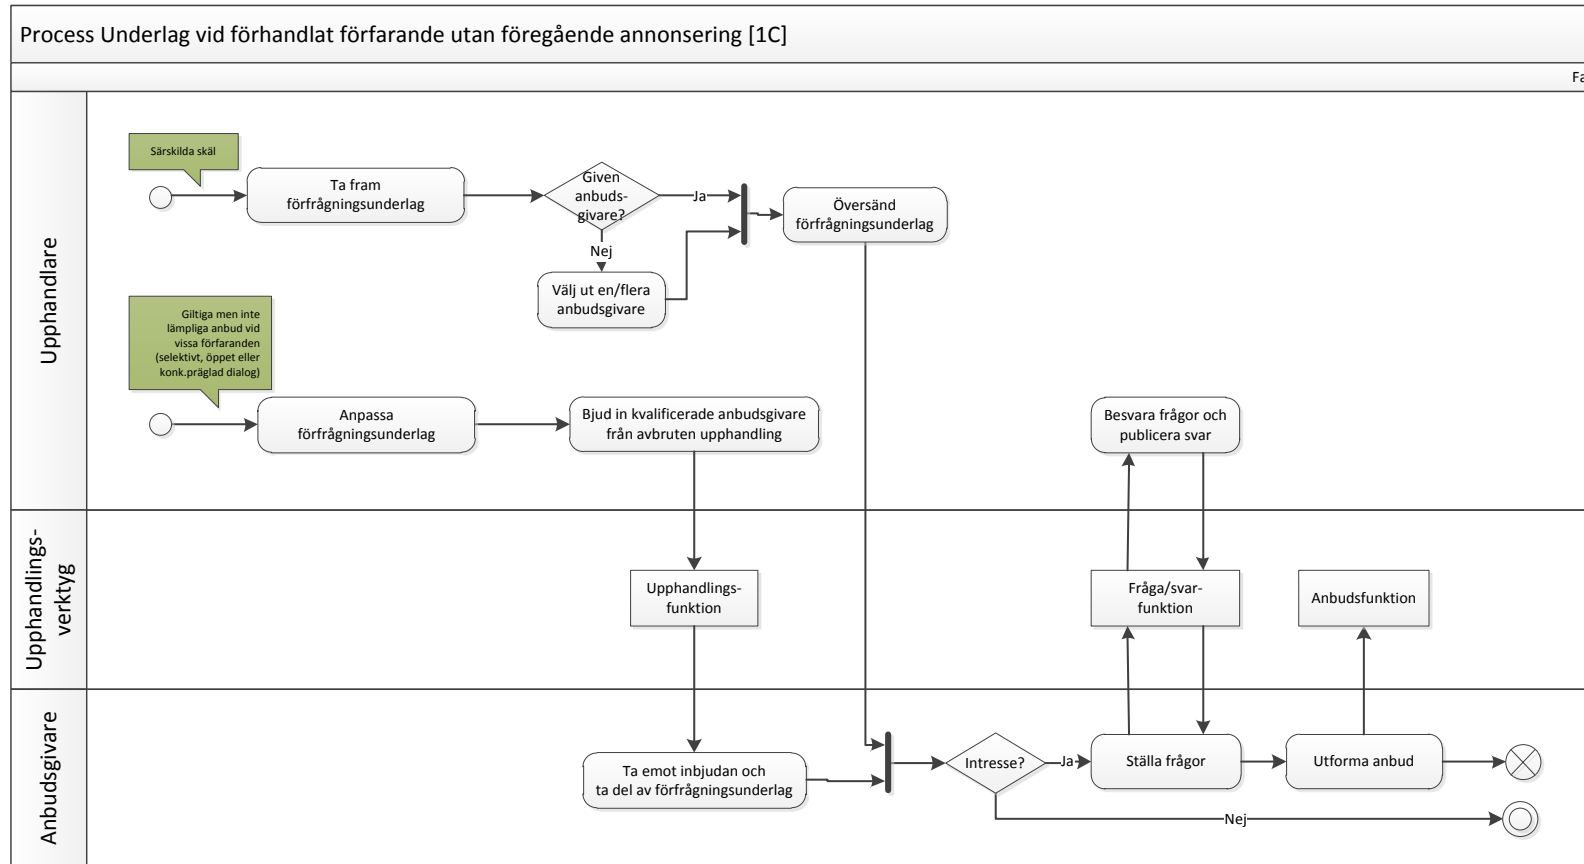 Process Underlag vid förhandlat förfarande utan föregående annonsering [1C]
Fa
Upphandlare
Särskilda skäl
Ta fram
förfrågningsunderlag
Given
anbuds-
givare?
Ja
Nej
Översänd
förfrågningsunderlag
Välj ut en/flera
anbudsgivare
Giltiga men inte
lämpliga anbud vid
vissa förfaranden
(selektivt, öppet eller
konk.präglad dialog)
Anpassa
förfrågningsunderlag
Bjud in kvalificerade anbudsgivare
från avbruten upphandling
Besvara frågor och
publicera svar
Upphandlings-
verktyg
Upphandlings-
funktion
Fråga/svar-
funktion
Anbudsfunktion
Anbudsgivare
Ta emot inbjudan och
ta del av förfrågningsunderlag
Intresse?
Ja
Ställa frågor
Utforma anbud
Nej